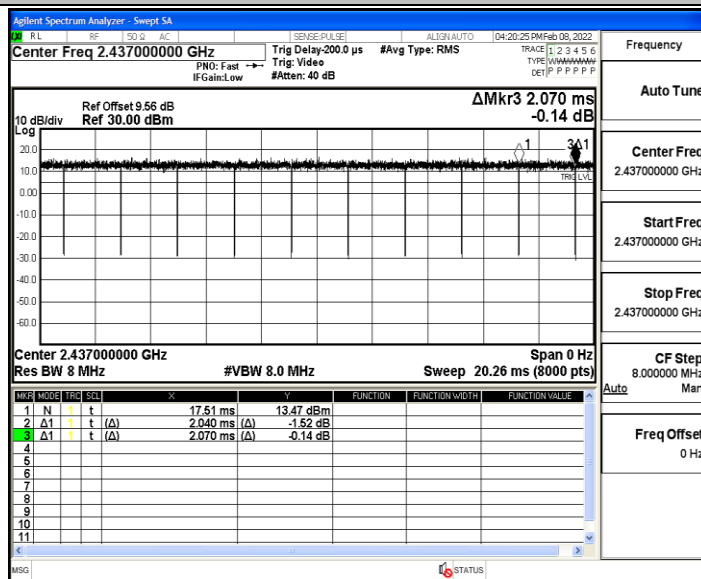 Agilent Spectrum Analyzer - Swept SA
RL RF 50 Ω AC SENSE:PULSE ALIGNAUTO 04:20:25 PM Feb 08, 2022
Center Freq 2.437000000 GHz
PNO: Fast
IFGain:Low
Trig Delay-200.0 µs
Trig: Video
#Atten: 40 dB
#Avg Type: RMS
TRACE 1 2 3 4 5 6
TYPE WWWWWW
DET P P P P P P
Ref Offset 9.56 dB
Ref 30.00 dBm
10 dB/div
Log
ΔMkr3 2.070 ms
-0.14 dB
20.0
10.0
0.00
-10.0
-20.0
-30.0
-40.0
-50.0
-60.0
1
3Δ1
TRIG LVL
Center 2.437000000 GHz Span 0 Hz
Res BW 8 MHz #VBW 8.0 MHz Sweep 20.26 ms (8000 pts)
MKR MODE TRC SCL X Y FUNCTION FUNCTION WIDTH FUNCTION VALUE
1 N 1 t 17.51 ms 13.47 dBm
2 Δ1 1 t (Δ) 2.040 ms (Δ) -1.52 dB
3 Δ1 1 t (Δ) 2.070 ms (Δ) -0.14 dB
4
5
6
7
8
9
10
11
MSG STATUS
Frequency
Auto Tune
Center Freq
2.437000000 GHz
Start Freq
2.437000000 GHz
Stop Freq
2.437000000 GHz
CF Step
8.000000 MHz
Auto Man
Freq Offset
0 Hz